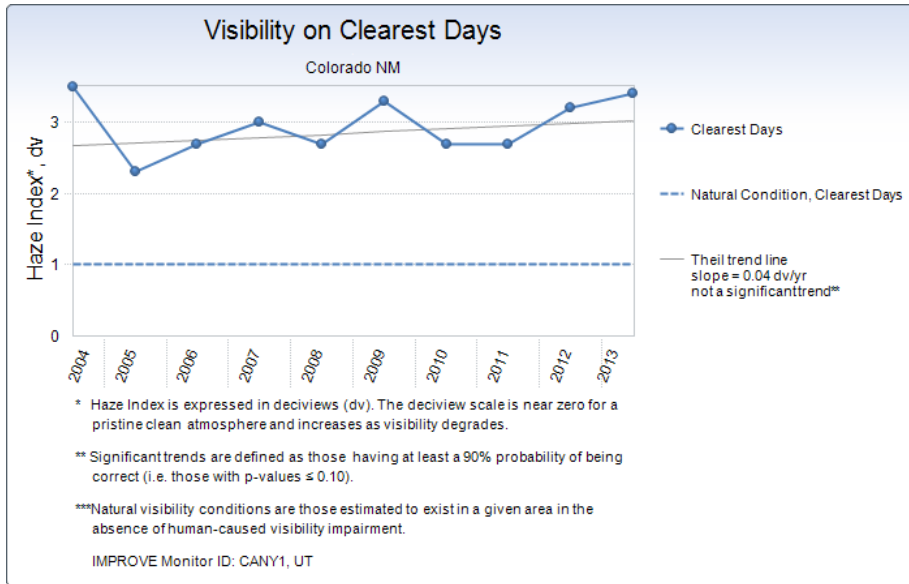 Visibility on Clearest Days
Colorado NM
Haze Index*, dv
3
2
1
0
2004
2005
2006
2007
2008
2009
2010
2011
2012
2013
Clearest Days
Natural Condition, Clearest Days
Theil trend line
slope = 0.04 dv/yr
not a significant trend**
* Haze Index is expressed in deciviews (dv). The deciview scale is near zero for a
pristine clean atmosphere and increases as visibility degrades.
** Significant trends are defined as those having at least a 90% probability of being
correct (i.e. those with p-values ≤ 0.10).
***Natural visibility conditions are those estimated to exist in a given area in the
absence of human-caused visibility impairment.
IMPROVE Monitor ID: CANY1, UT